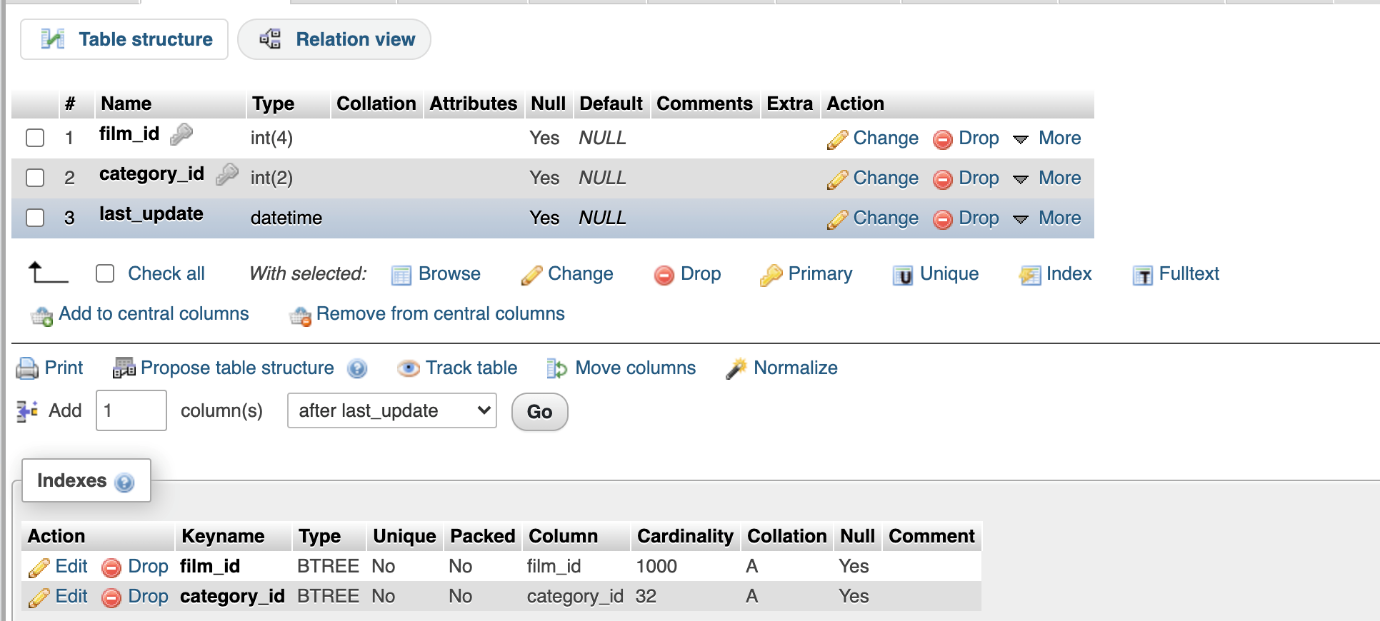 Table structure Relation view
# Name Type Collation Attributes Null Default Comments Extra Action
1 film_id int(4) Yes NULL Change Drop More
2 category_id int(2) Yes NULL Change Drop More
3 last_update datetime Yes NULL Change Drop More
Check all With selected: Browse Change Drop Primary U Unique Index T Fulltext
Add to central columns Remove from central columns
Print Propose table structure ? Track table Move columns Normalize
Add 1 column(s) after last_update Go
Indexes ?
Action Keyname Type Unique Packed Column Cardinality Collation Null Comment
Edit Drop film_id BTREE No No film_id 1000 A Yes
Edit Drop category_id BTREE No No category_id 32 A Yes